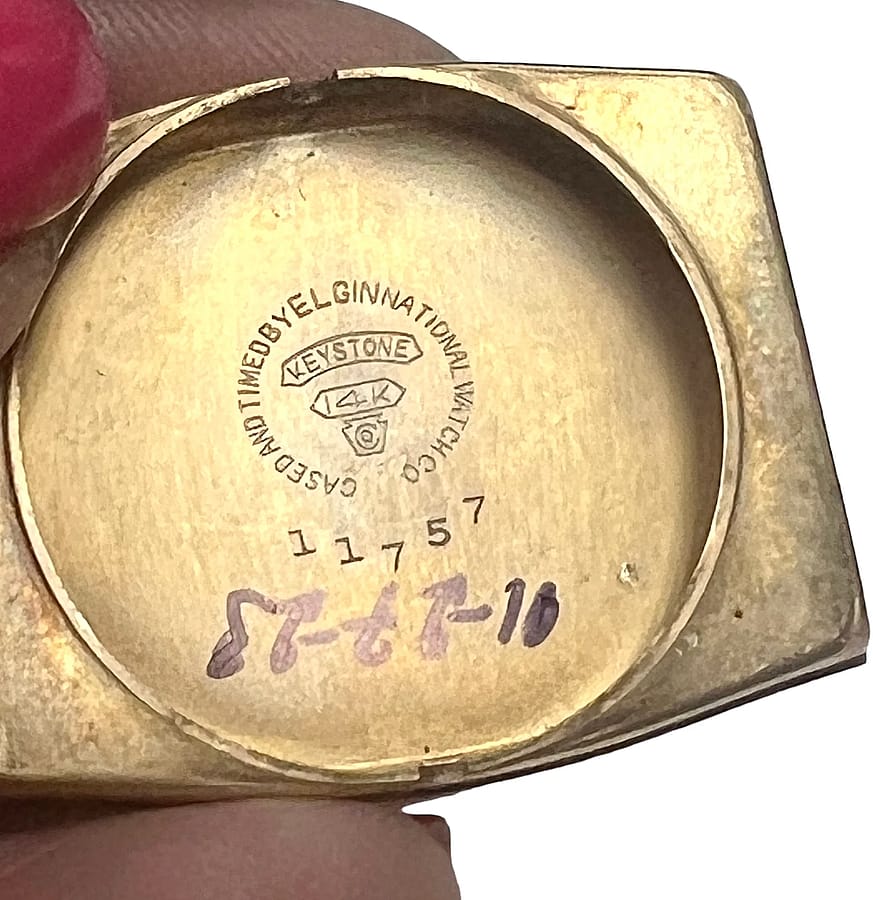 CASED AND TIMED BY ELGIN NATIONAL WATCH CO
KEYSTONE
14K
11757